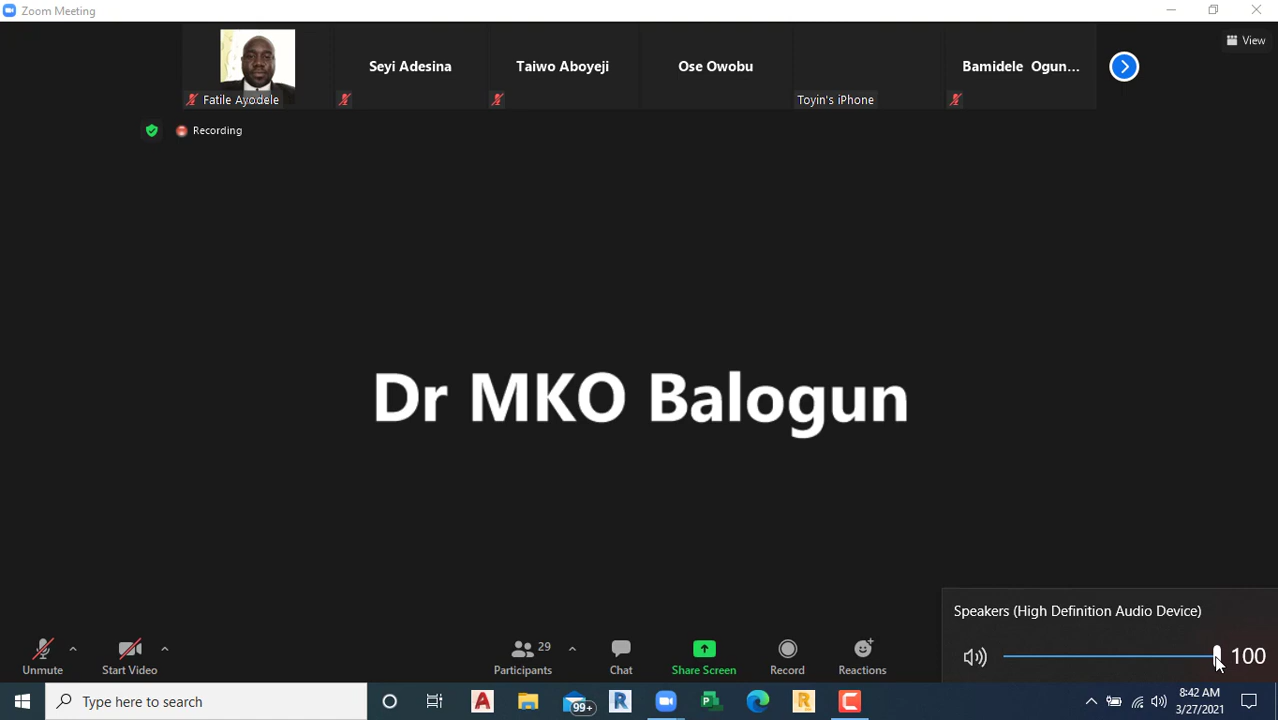 Zoom Meeting
View
Seyi Adesina
Taiwo Aboyeji
Ose Owobu
Bamidele Ogun...
Fatile Ayodele
Toyin's iPhone
Recording
Dr MKO Balogun
Speakers (High Definition Audio Device)
100
Unmute
Start Video
29
Participants
Chat
Share Screen
Record
Reactions
Type here to search
A
99+
R
P
R
C
8:42 AM
3/27/2021